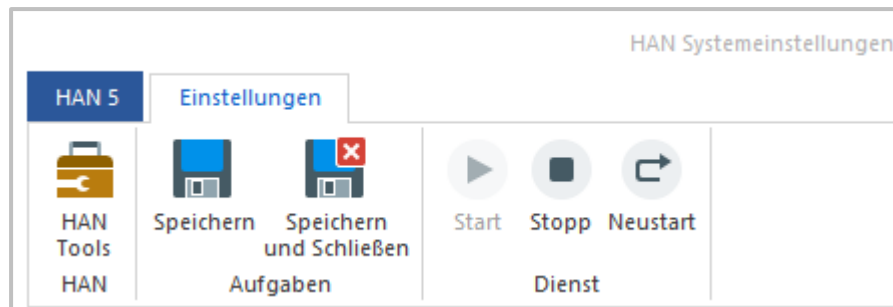 HAN Systemeinstellungen
HAN 5
Einstellungen
HAN Tools
Speichern
Speichern und Schließen
Start
Stopp
Neustart
HAN
Aufgaben
Dienst